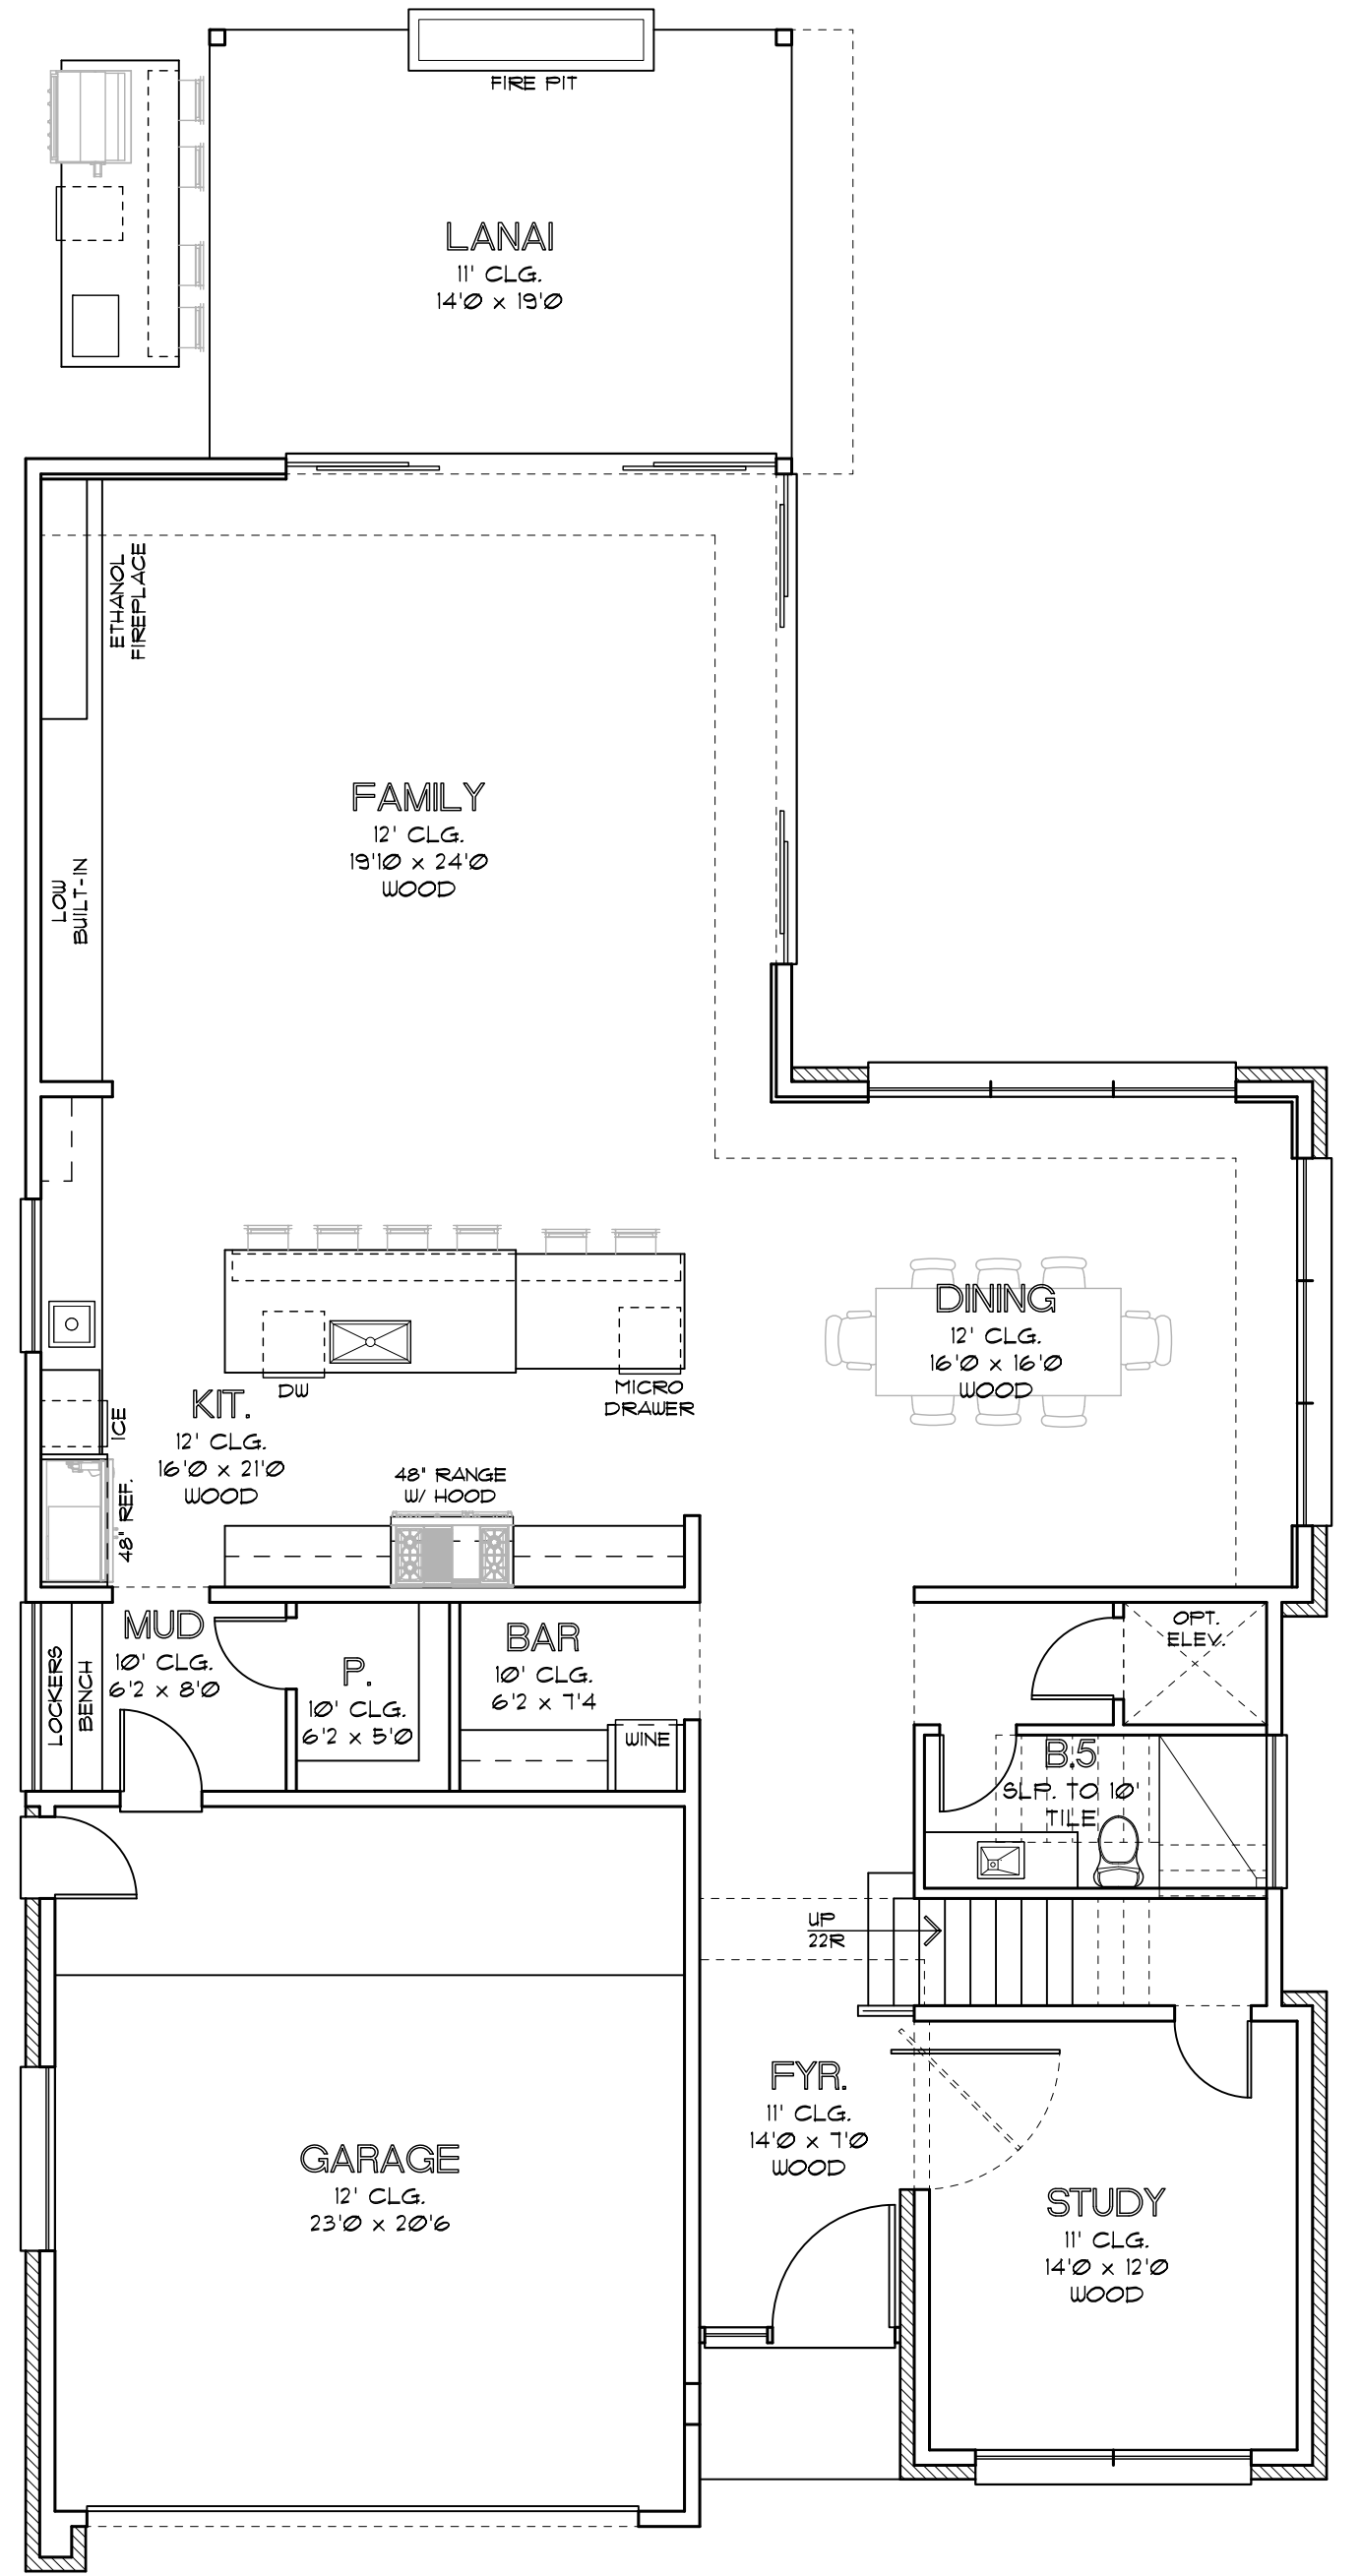 FIRE PIT
LANAI
11' CLG.
14'0 x 19'0
ETHANOL
FIREPLACE
FAMILY
12' CLG.
19'10 x 24'0
WOOD
LOW
BUILT-IN
DINING
12' CLG.
16'0 x 16'0
WOOD
DW
MICRO
DRAWER
KIT.
12' CLG.
16'0 x 21'0
WOOD
ICE
48" REF.
48" RANGE
W/ HOOD
MUD
10' CLG.
6'2 x 8'0
LOCKERS
BENCH
P.
10' CLG.
6'2 x 5'0
BAR
10' CLG.
6'2 x 7'4
WINE
OPT.
ELEV.
B.5
SLP. TO 10'
TILE
UP
22R
FYR.
11' CLG.
14'0 x 7'0
WOOD
GARAGE
12' CLG.
23'0 x 20'6
STUDY
11' CLG.
14'0 x 12'0
WOOD